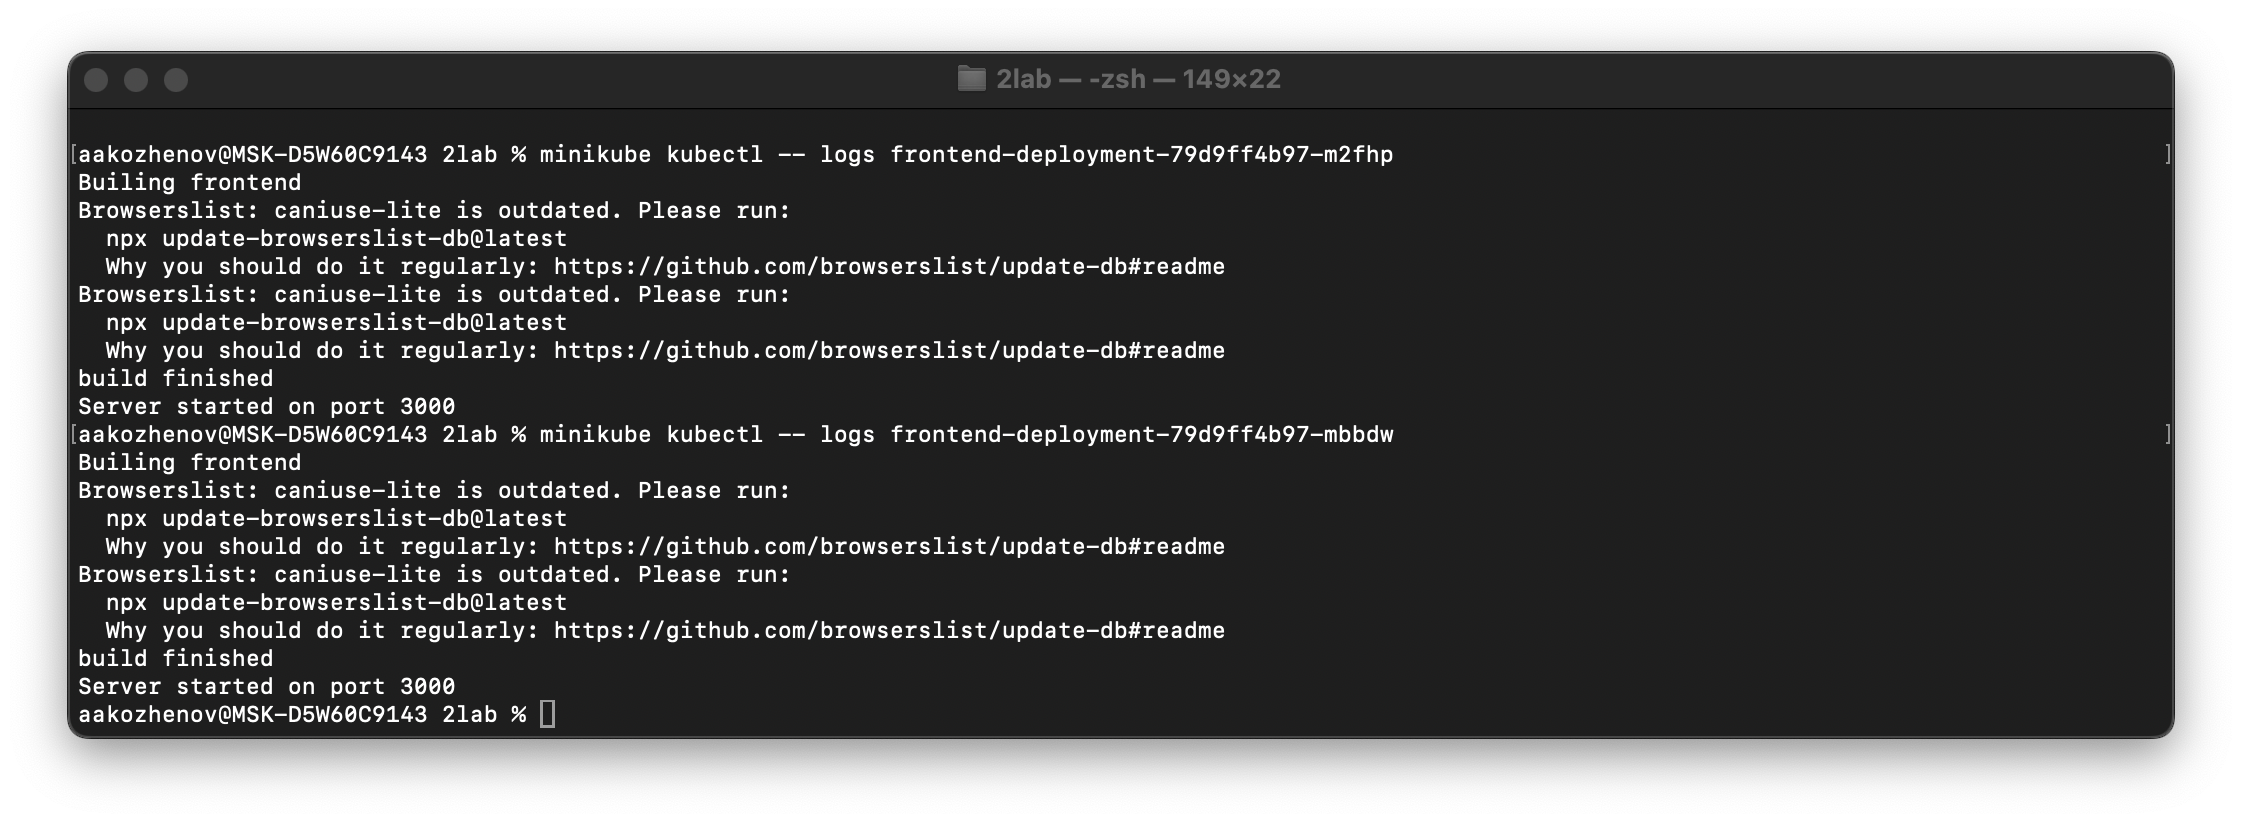 2lab — -zsh — 149×22
[aakozhenov@MSK-D5W60C9143 2lab % minikube kubectl -- logs frontend-deployment-79d9ff4b97-m2fhp ]
Builing frontend
Browserslist: caniuse-lite is outdated. Please run:
  npx update-browserslist-db@latest
  Why you should do it regularly: https://github.com/browserslist/update-db#readme
Browserslist: caniuse-lite is outdated. Please run:
  npx update-browserslist-db@latest
  Why you should do it regularly: https://github.com/browserslist/update-db#readme
build finished
Server started on port 3000
[aakozhenov@MSK-D5W60C9143 2lab % minikube kubectl -- logs frontend-deployment-79d9ff4b97-mbbdw ]
Builing frontend
Browserslist: caniuse-lite is outdated. Please run:
  npx update-browserslist-db@latest
  Why you should do it regularly: https://github.com/browserslist/update-db#readme
Browserslist: caniuse-lite is outdated. Please run:
  npx update-browserslist-db@latest
  Why you should do it regularly: https://github.com/browserslist/update-db#readme
build finished
Server started on port 3000
aakozhenov@MSK-D5W60C9143 2lab %